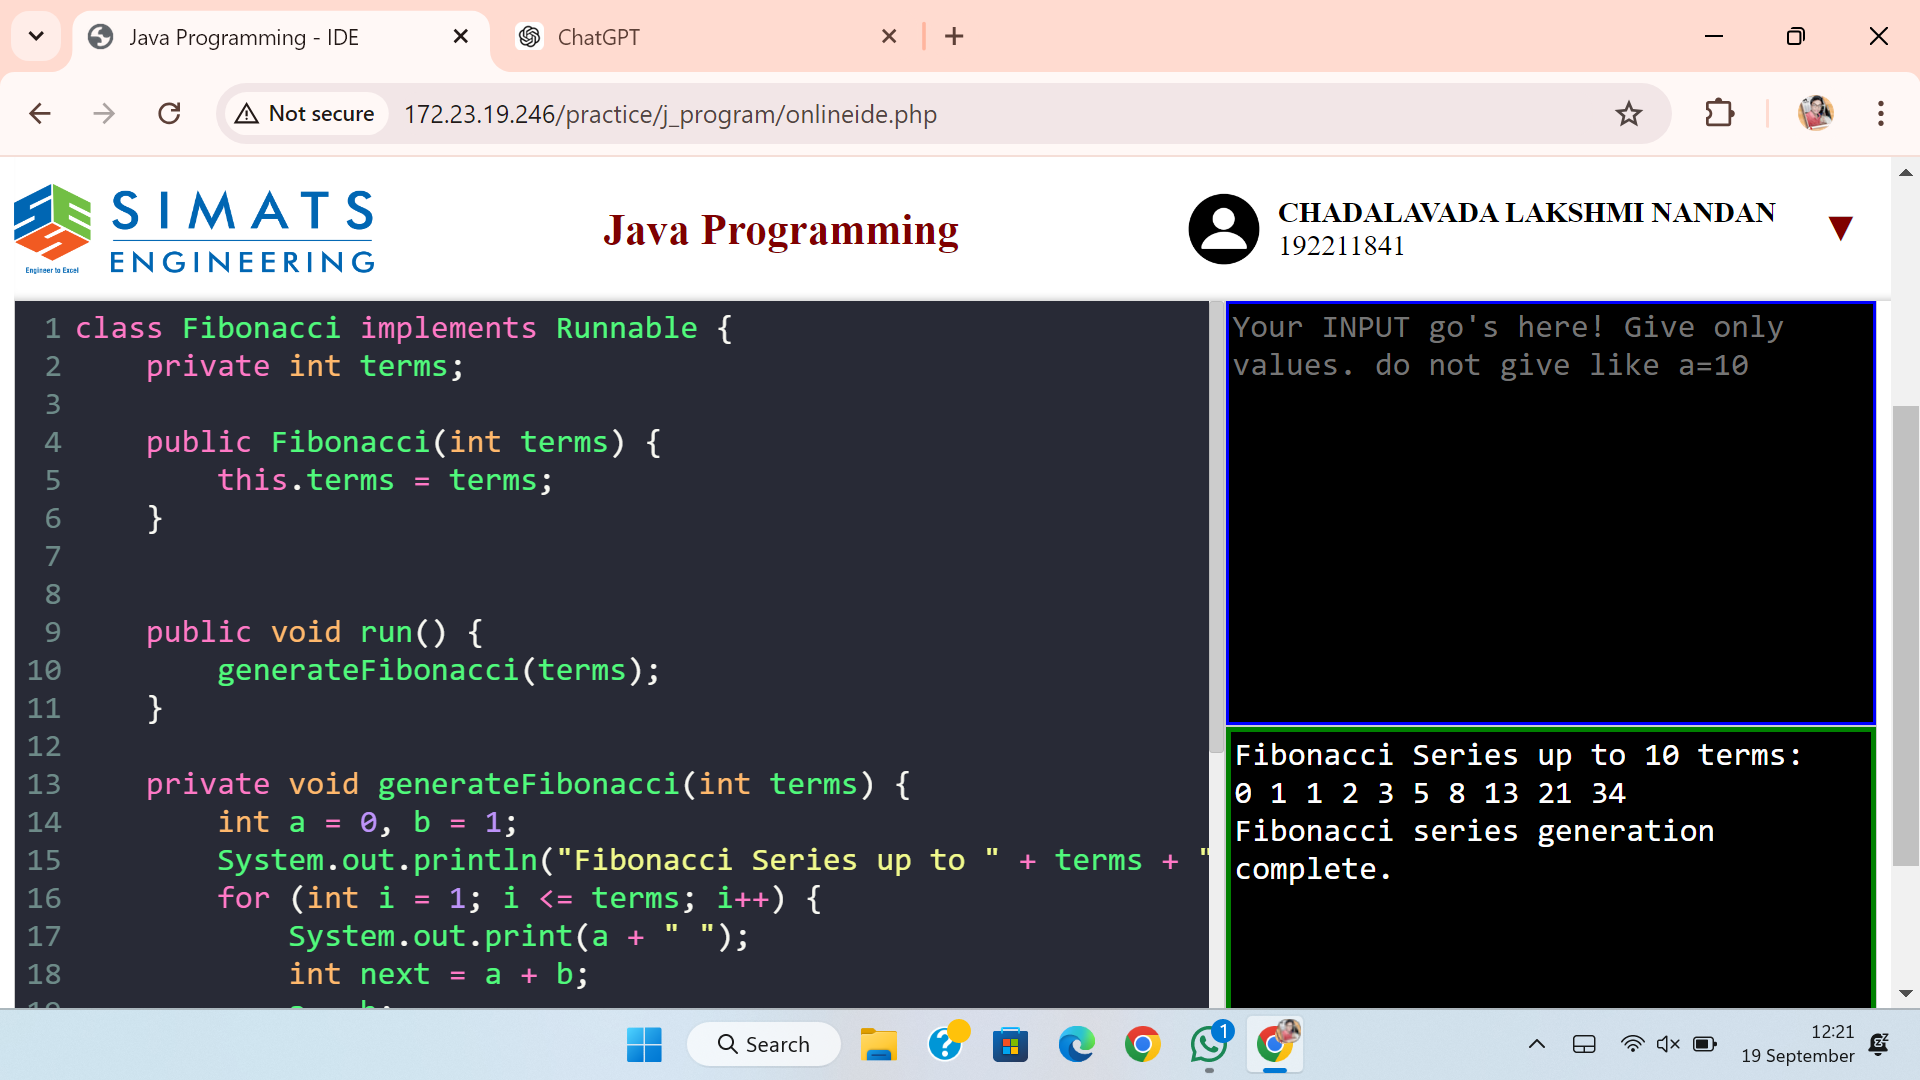 Java Programming - IDE
ChatGPT
Not secure
172.23.19.246/practice/j_program/onlineide.php
SIMATS
ENGINEERING
Engineer to Excel
Java Programming
CHADALAVADA LAKSHMI NANDAN
192211841
1 class Fibonacci implements Runnable {
2     private int terms;
3
4     public Fibonacci(int terms) {
5         this.terms = terms;
6     }
7
8
9     public void run() {
10         generateFibonacci(terms);
11     }
12
13     private void generateFibonacci(int terms) {
14         int a = 0, b = 1;
15         System.out.println("Fibonacci Series up to " + terms + "
16         for (int i = 1; i <= terms; i++) {
17             System.out.print(a + " ");
18             int next = a + b;
Your INPUT go's here! Give only
values. do not give like a=10
Fibonacci Series up to 10 terms:
0 1 1 2 3 5 8 13 21 34
Fibonacci series generation
complete.
Search
1
12:21
19 September